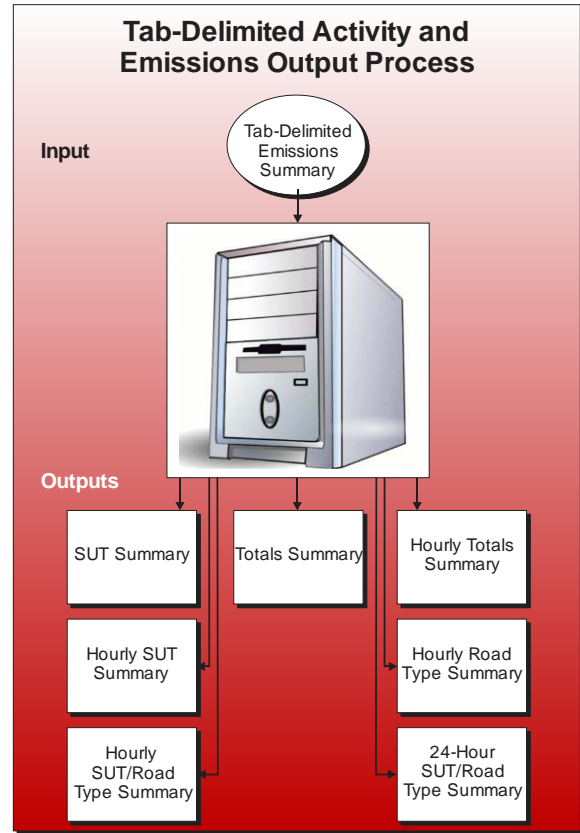 Tab-Delimited Activity and
Emissions Output Process
Input
Tab-Delimited
Emissions
Summary
Outputs
SUT Summary
Totals Summary
Hourly Totals
Summary
Hourly SUT
Summary
Hourly Road
Type Summary
Hourly
SUT/Road
Type Summary
24-Hour
SUT/Road
Type Summary